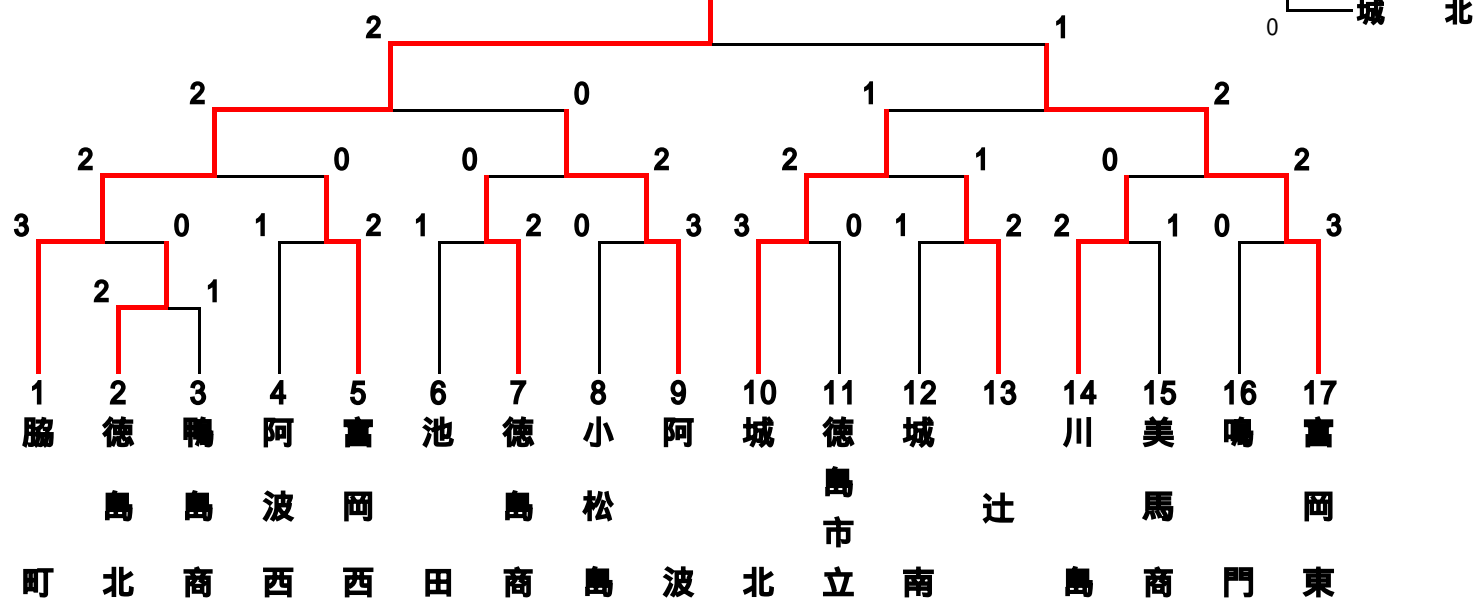 城 北
0
2 1
2 0 1 2
2 0 0 2 2 1 0 2
3 0 1 2 1 2 0 3 3 0 1 2 2 1 0 3
2 1
1 2 3 4 5 6 7 8 9 10 11 12 13 14 15 16 17
脇町
徳島北
鴨島商
阿波西
富岡西
池田
徳島商
小松島
阿波
城北
徳島市立
城南
辻
川島
美馬商
鳴門
富岡東